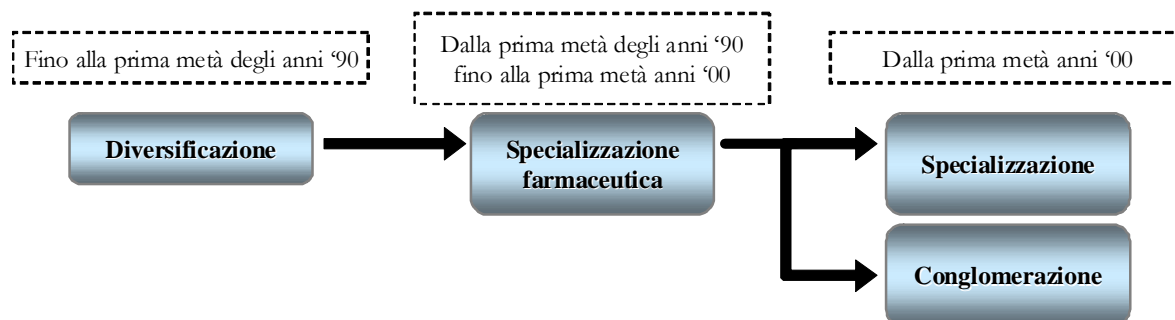 Fino alla prima metà degli anni ‘90
Dalla prima metà degli anni ‘90
fino alla prima metà anni ‘00
Dalla prima metà anni ‘00
Diversificazione
Specializzazione
farmaceutica
Specializzazione
Conglomerazione